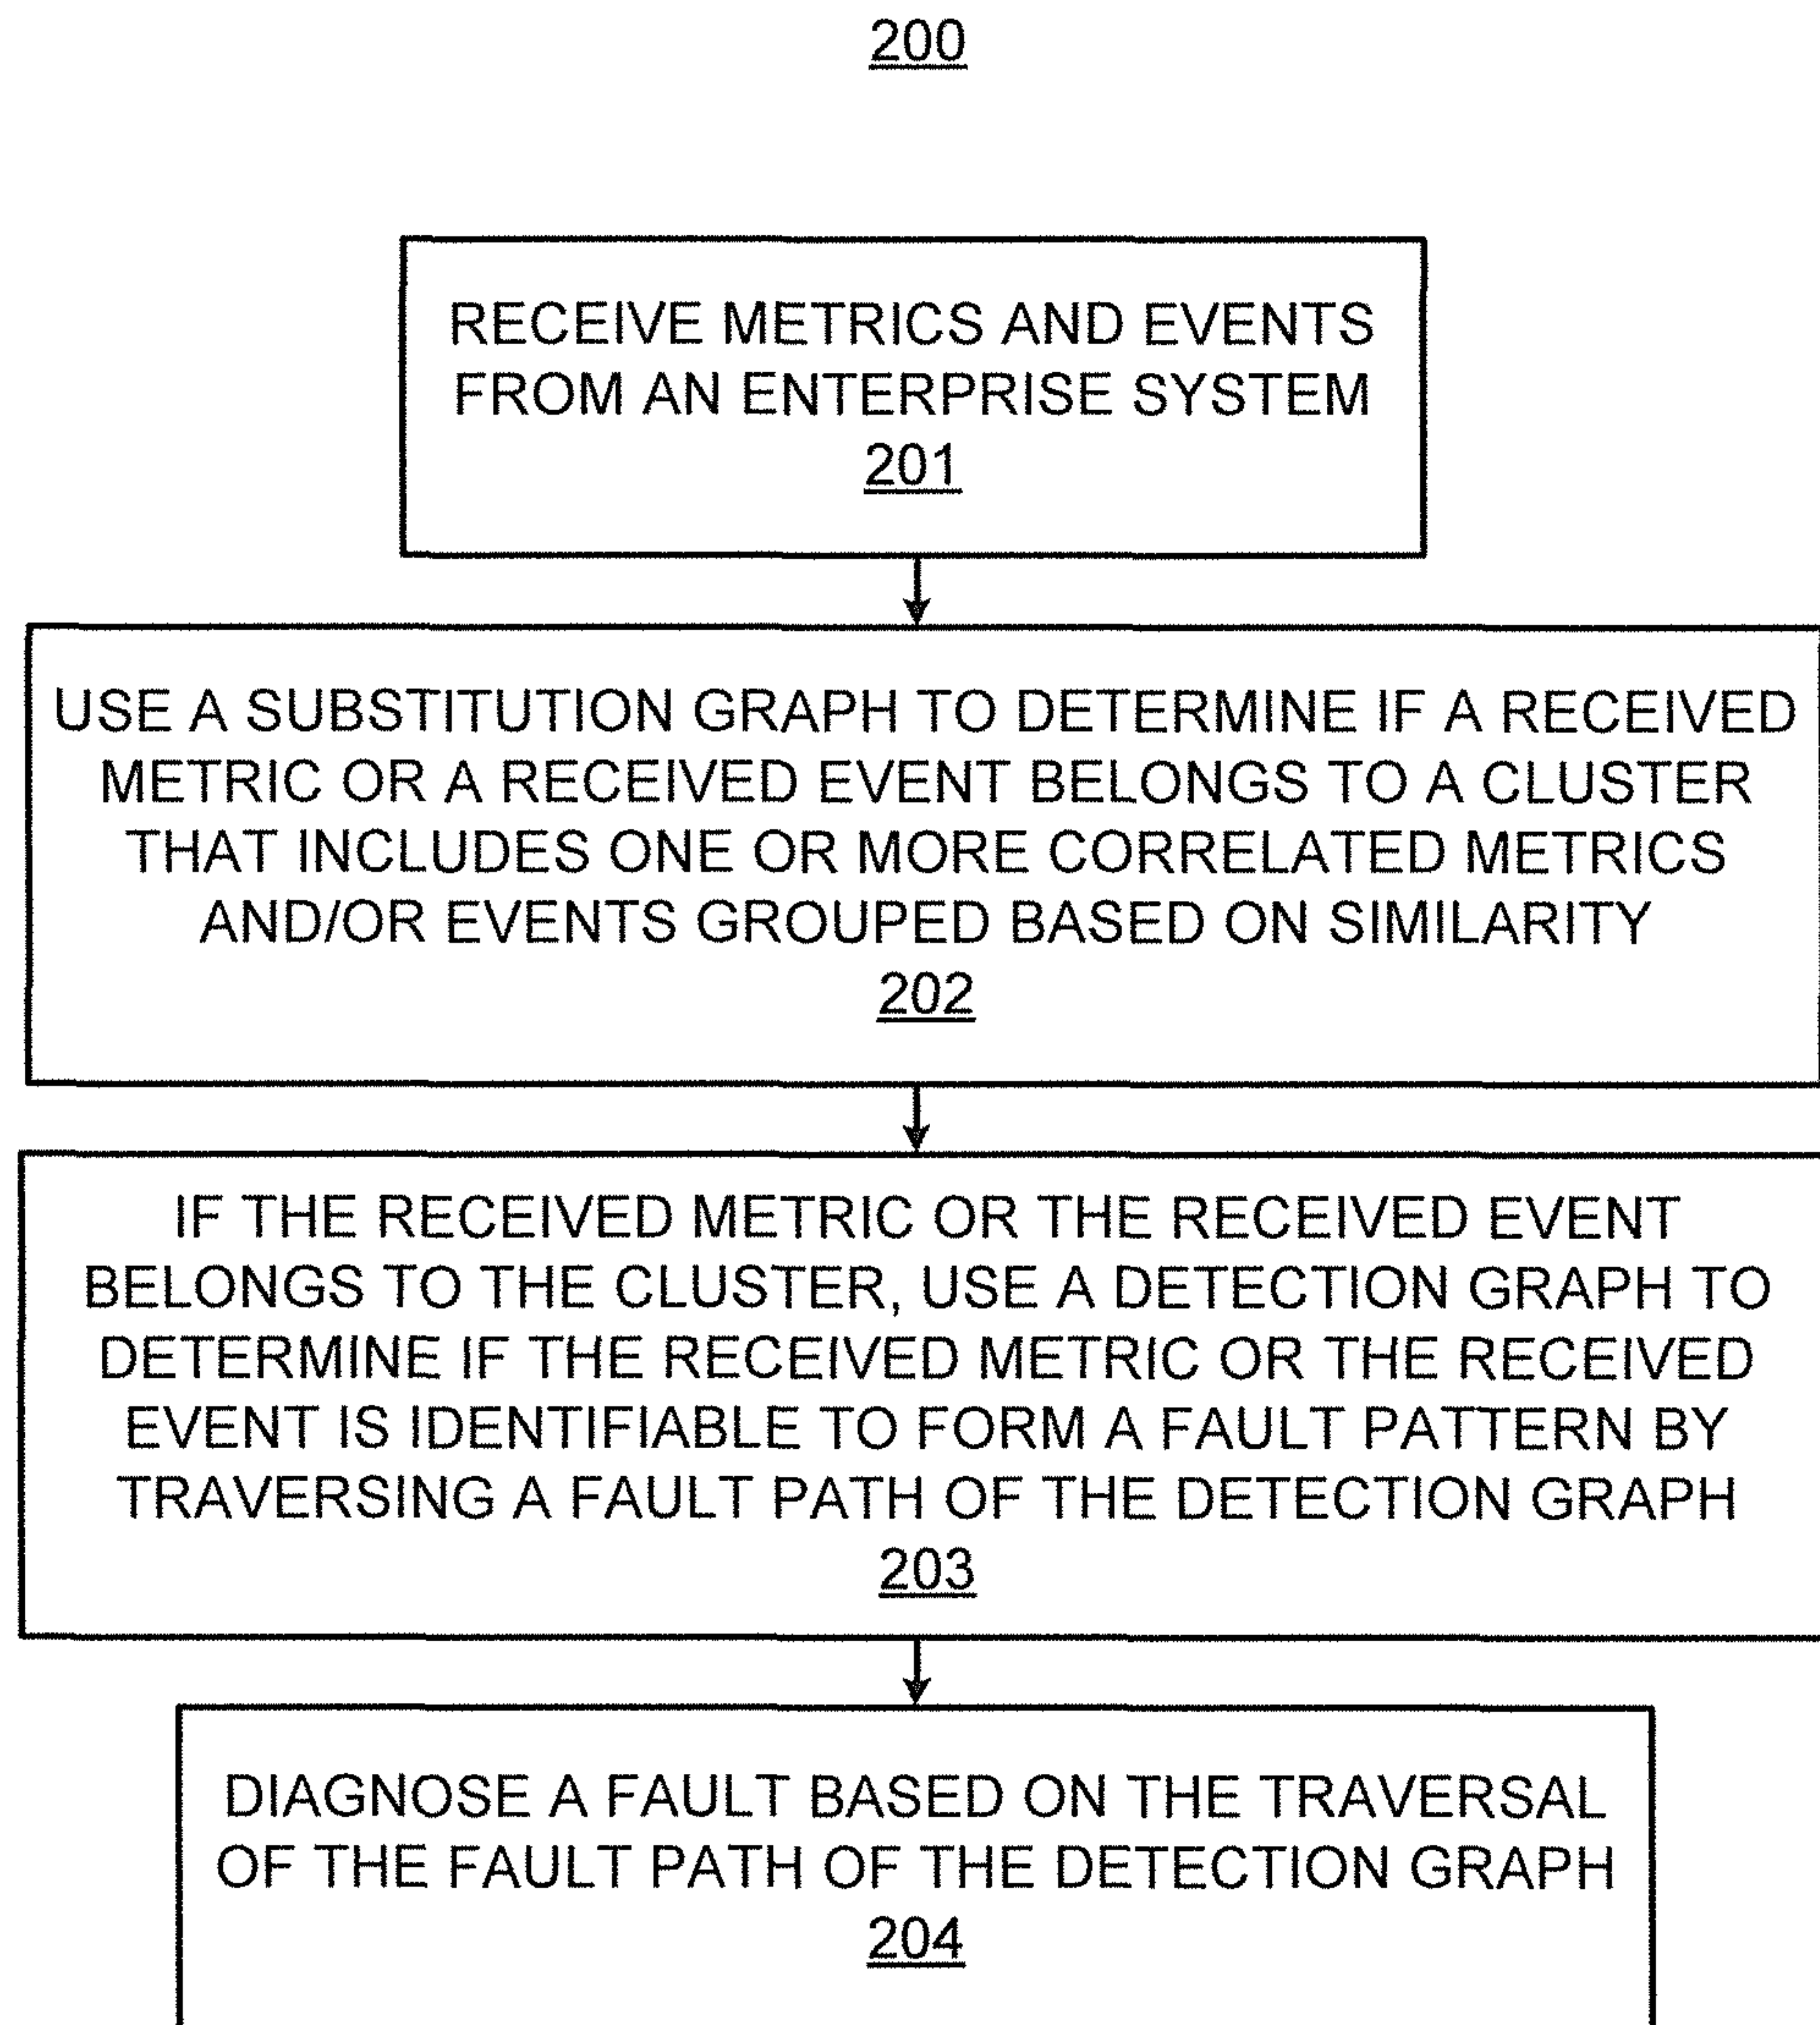 200
RECEIVE METRICS AND EVENTS
FROM AN ENTERPRISE SYSTEM
201
USE A SUBSTITUTION GRAPH TO DETERMINE IF A RECEIVED
METRIC OR A RECEIVED EVENT BELONGS TO A CLUSTER
THAT INCLUDES ONE OR MORE CORRELATED METRICS
AND/OR EVENTS GROUPED BASED ON SIMILARITY
202
IF THE RECEIVED METRIC OR THE RECEIVED EVENT
BELONGS TO THE CLUSTER, USE A DETECTION GRAPH TO
DETERMINE IF THE RECEIVED METRIC OR THE RECEIVED
EVENT IS IDENTIFIABLE TO FORM A FAULT PATTERN BY
TRAVERSING A FAULT PATH OF THE DETECTION GRAPH
203
DIAGNOSE A FAULT BASED ON THE TRAVERSAL
OF THE FAULT PATH OF THE DETECTION GRAPH
204